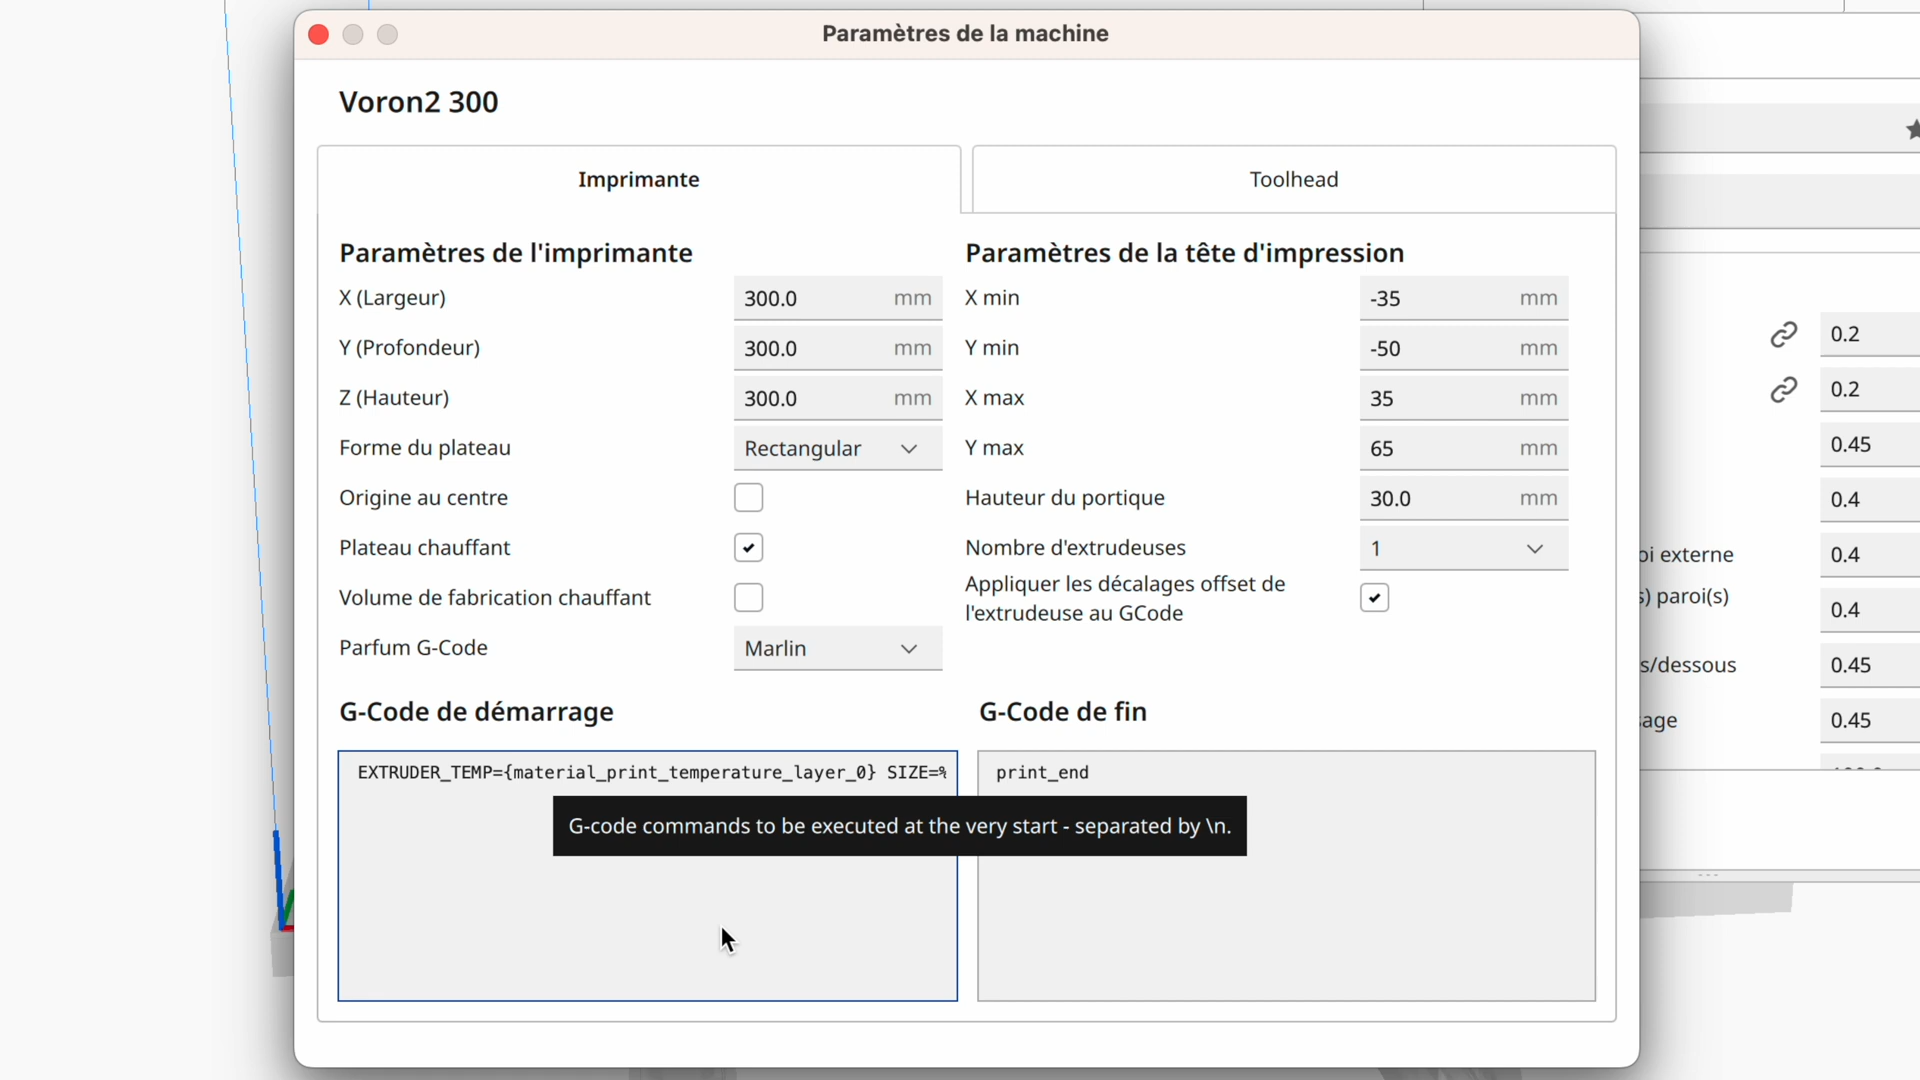 Paramètres de la machine
Voron2 300
Imprimante
Toolhead
Paramètres de l'imprimante
X (Largeur) 300.0 mm
Y (Profondeur) 300.0 mm
Z (Hauteur) 300.0 mm
Forme du plateau Rectangular
Origine au centre
Plateau chauffant
Volume de fabrication chauffant
Parfum G-Code Marlin
Paramètres de la tête d'impression
X min -35 mm
Y min -50 mm
X max 35 mm
Y max 65 mm
Hauteur du portique 30.0 mm
Nombre d'extrudeuses 1
Appliquer les décalages offset de
l'extrudeuse au GCode
G-Code de démarrage
EXTRUDER_TEMP={material_print_temperature_layer_0} SIZE=%
G-Code de fin
print_end
G-code commands to be executed at the very start - separated by \n.
0.2
0.2
0.45
0.4
oi externe 0.4
s) paroi(s) 0.4
s/dessous 0.45
sage 0.45